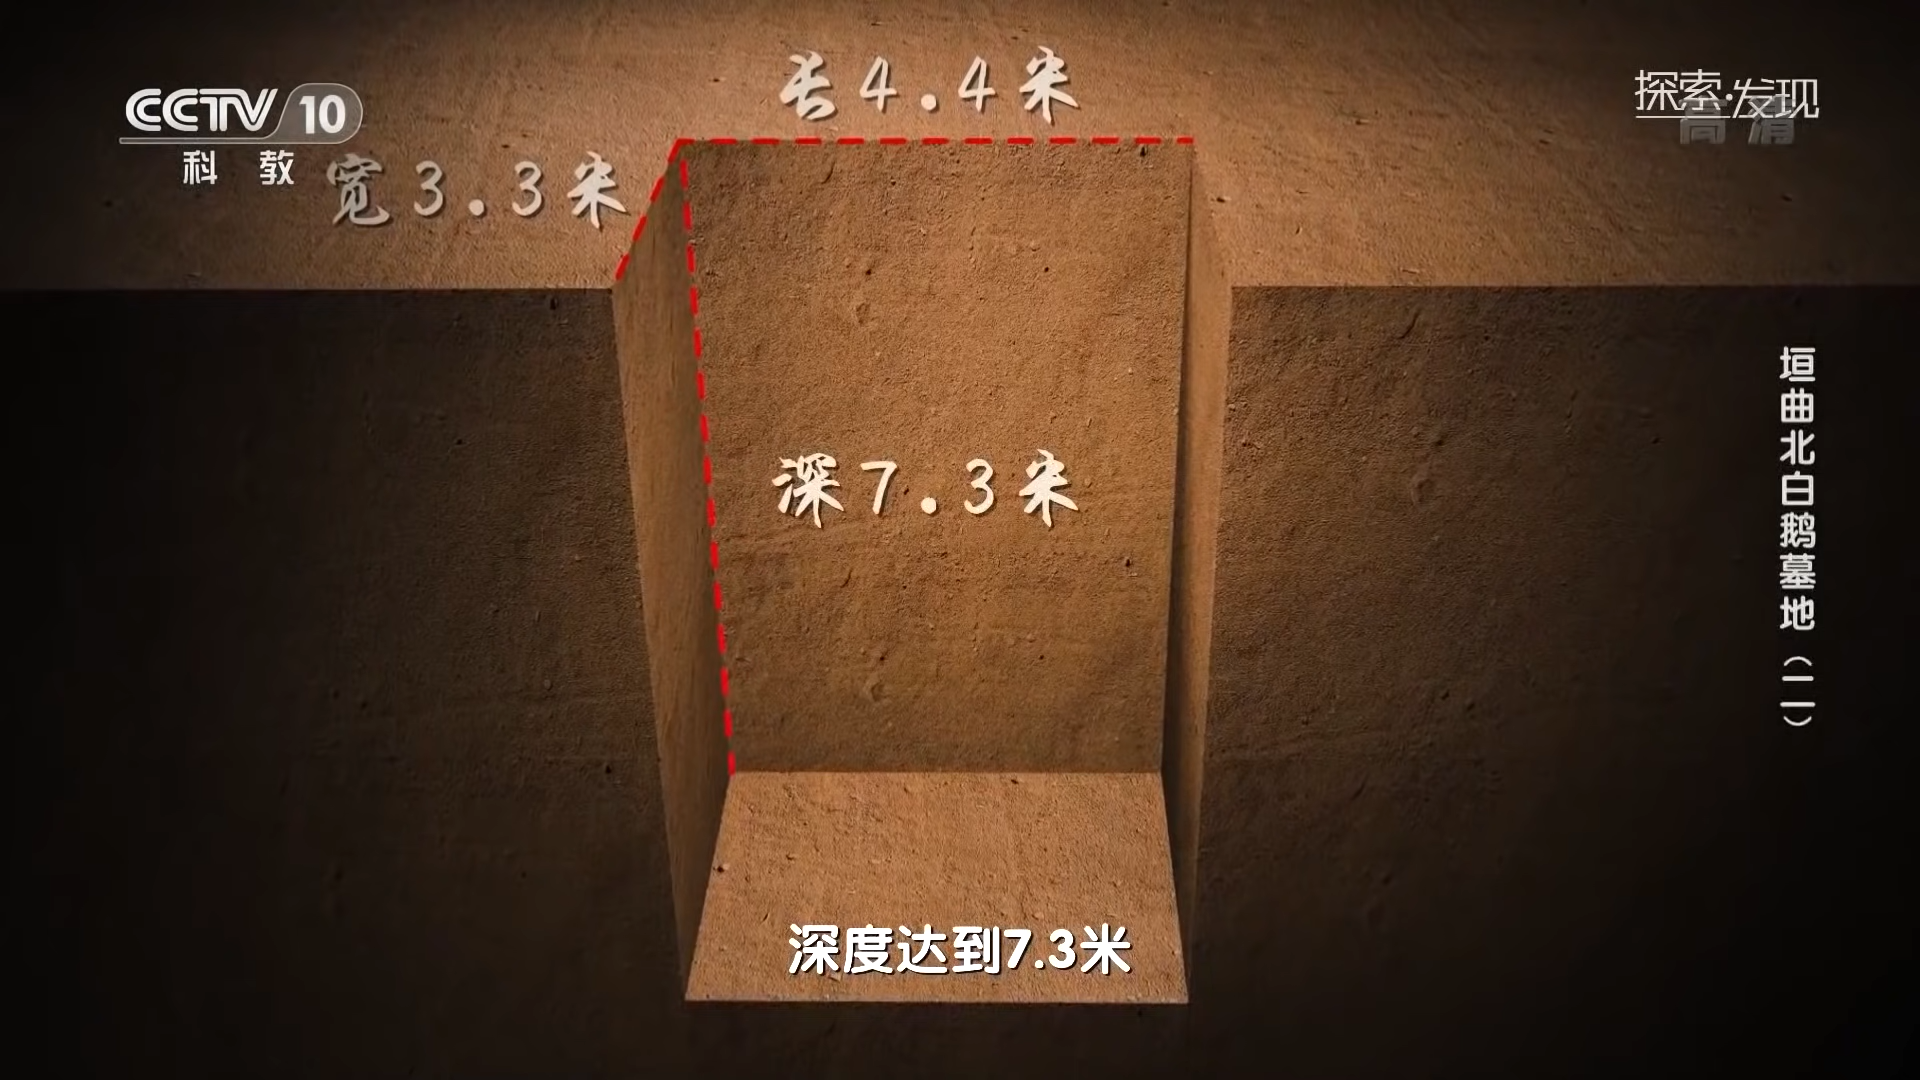 长4.4米
CCTV 10
科教
探索·发现
高清
宽3.3米
深7.3米
垣曲北白鹅墓地（二）
深度达到7.3米